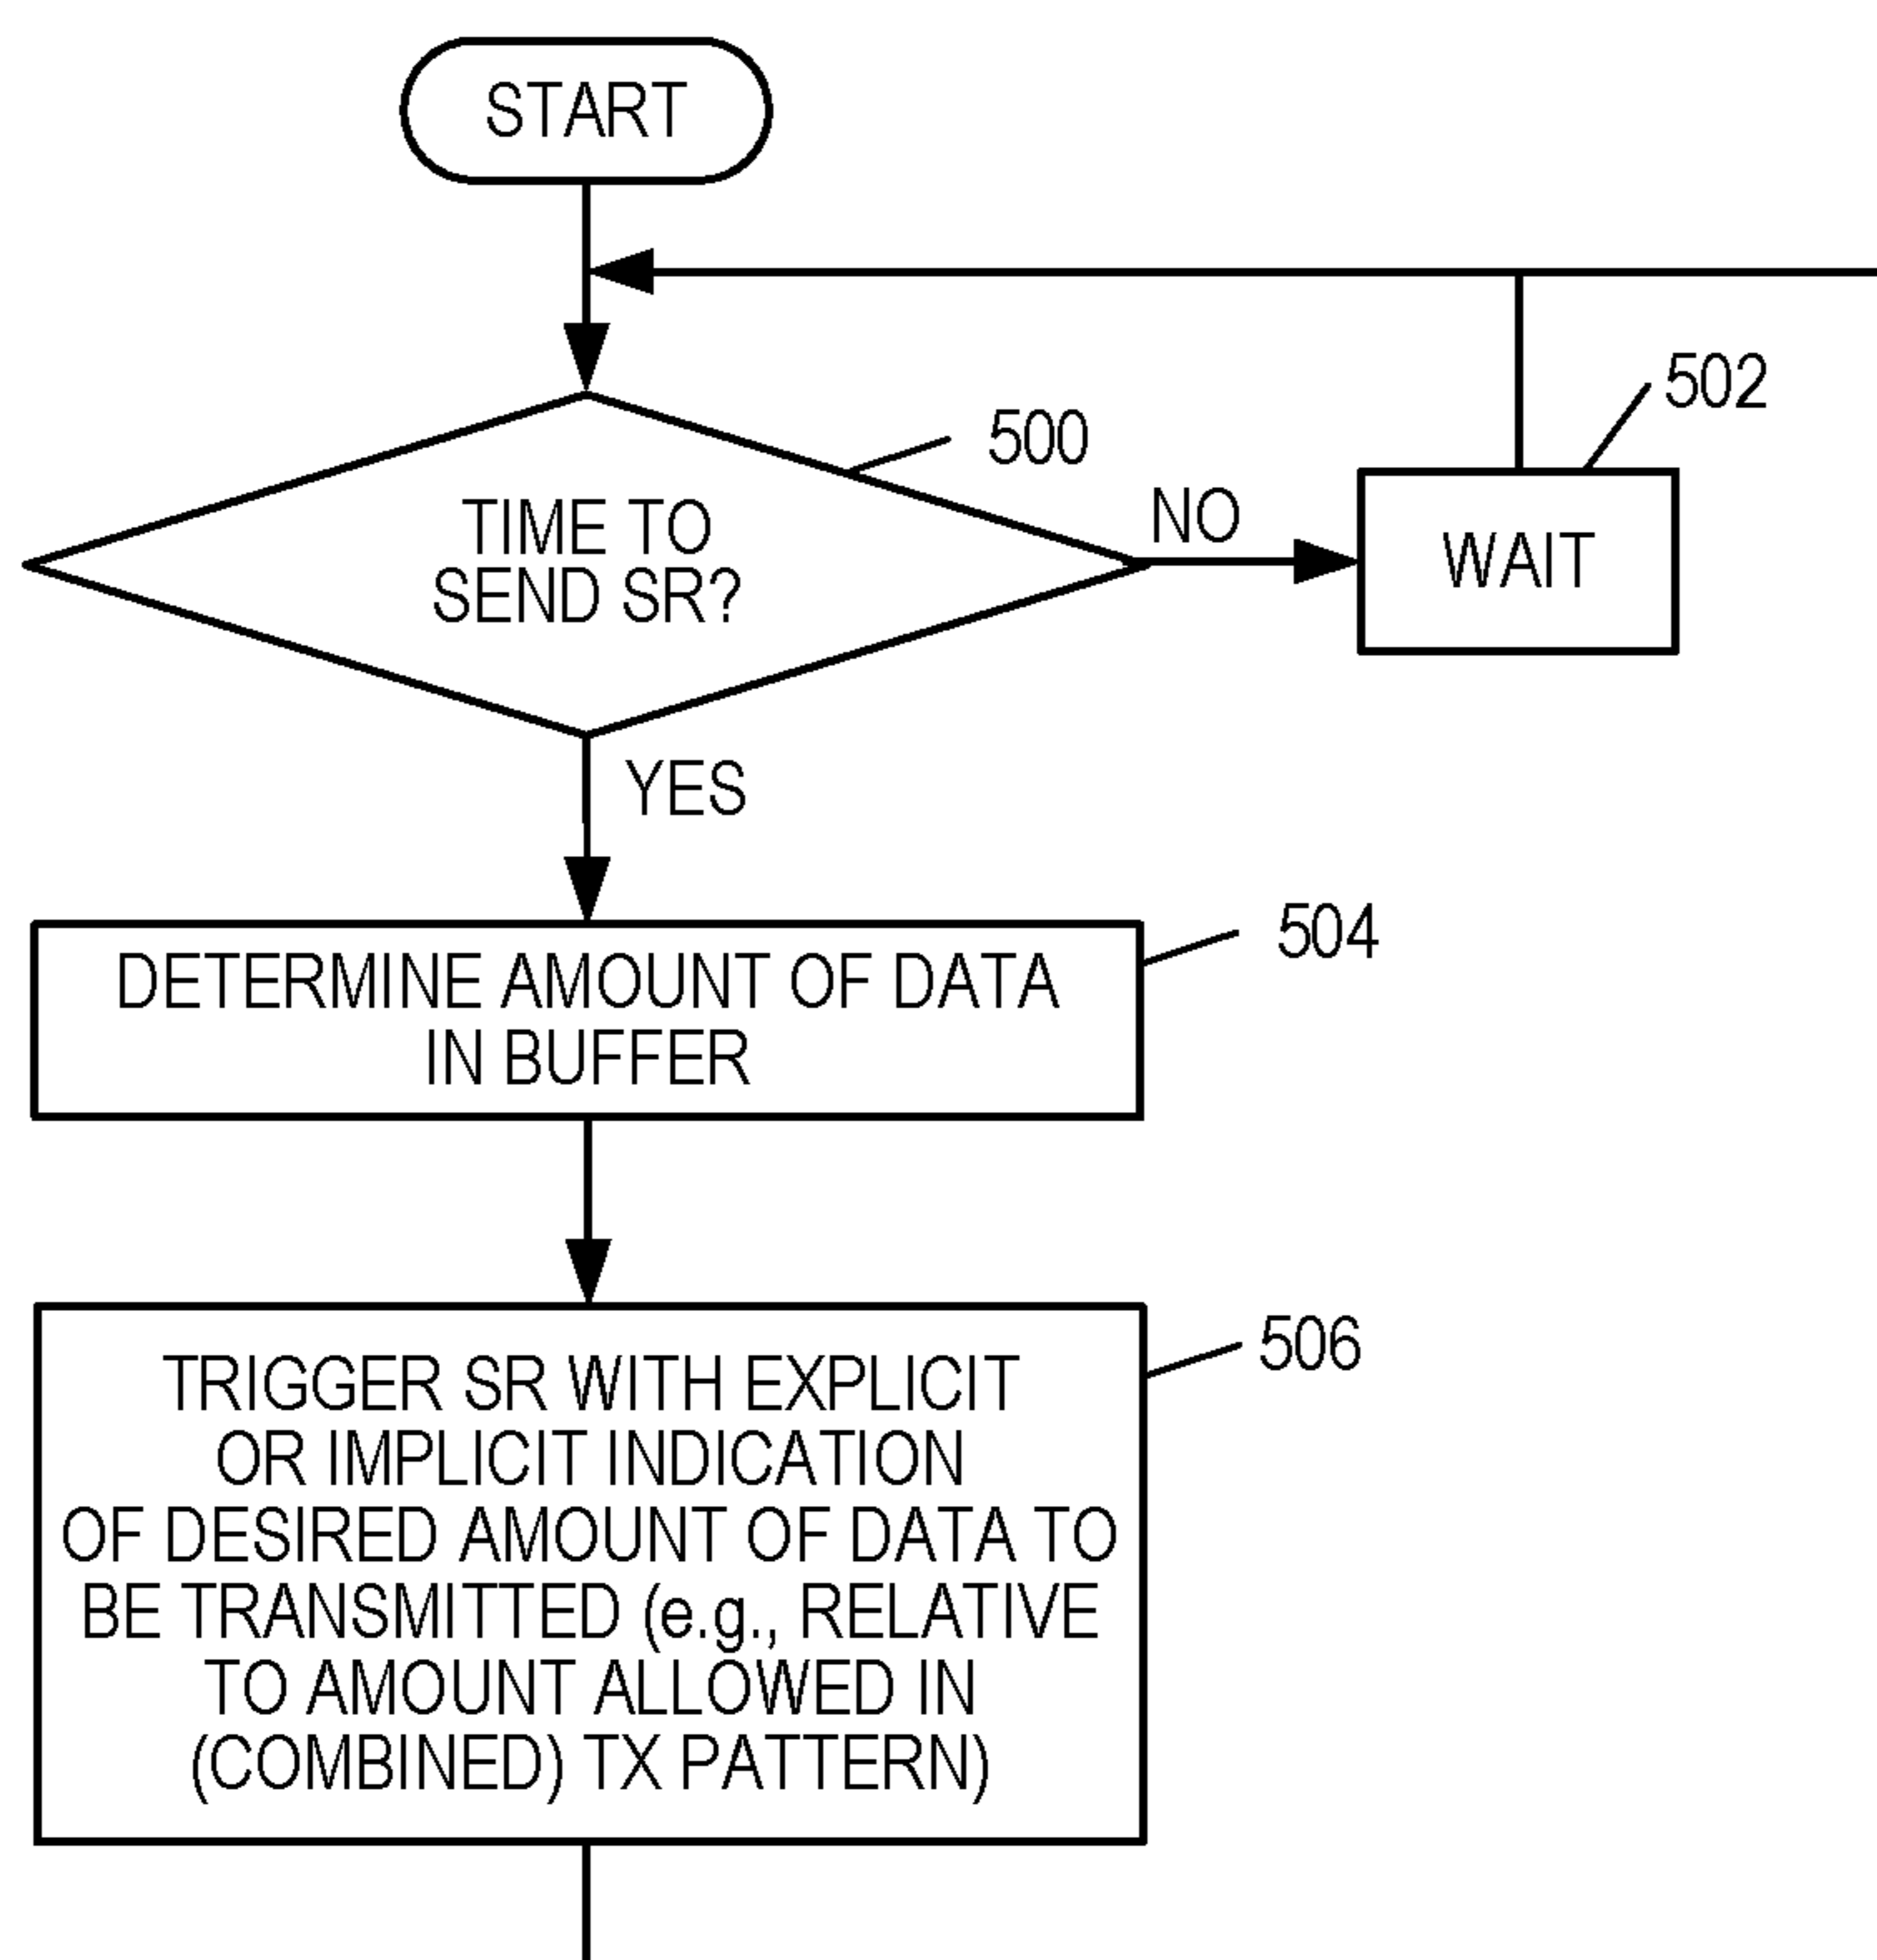 START
502
500
TIME TO
SEND SR?
NO
WAIT
YES
504
DETERMINE AMOUNT OF DATA
IN BUFFER
506
TRIGGER SR WITH EXPLICIT
OR IMPLICIT INDICATION
OF DESIRED AMOUNT OF DATA TO
BE TRANSMITTED (e.g., RELATIVE
TO AMOUNT ALLOWED IN
(COMBINED) TX PATTERN)